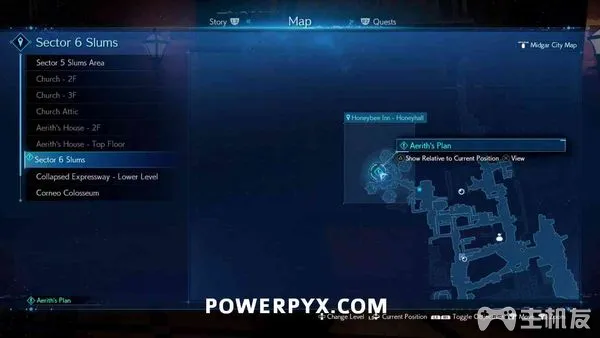 Story
Map
Quests
Sector 6 Slums
Midgar City Map
Sector 5 Slums Area
Church - 2F
Church - 3F
Church Attic
Aerith's House - 2F
Aerith's House - Top Floor
Sector 6 Slums
Collapsed Expressway - Lower Level
Corneo Colosseum
Honeybee Inn - Honeyhall
Aerith's Plan
Show Relative to Current Position
View
Aerith's Plan
POWERPYX.COM
Change Level
Current Position
Toggle
Move
Zoom
主机友